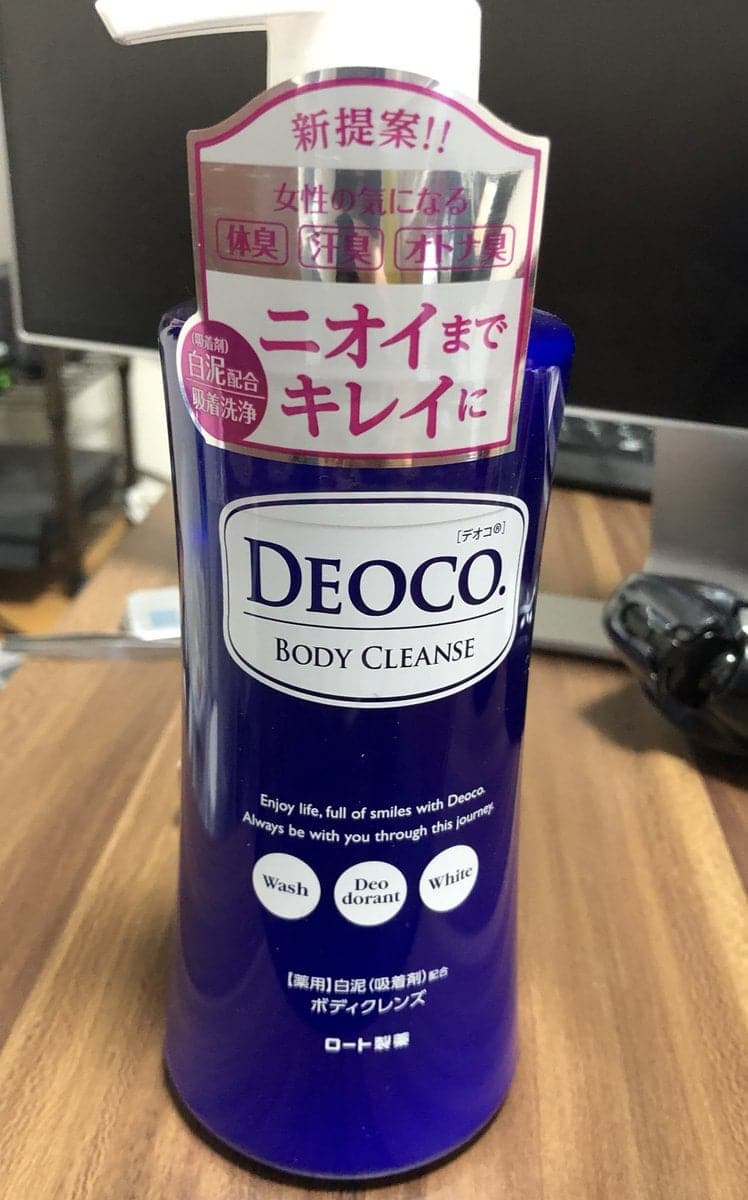 新提案!!
女性の気になる
体臭 汗臭 オトナ臭
ニオイまで
キレイに
(吸着剤)
白泥配合
吸着洗浄
[デオコ®]
DEOCO.
BODY CLEANSE
Enjoy life, full of smiles with Deoco.
Always be with you through this journey.
Wash
Deo
dorant
White
【薬用】白泥(吸着剤)配合
ボディクレンズ
ロート製薬